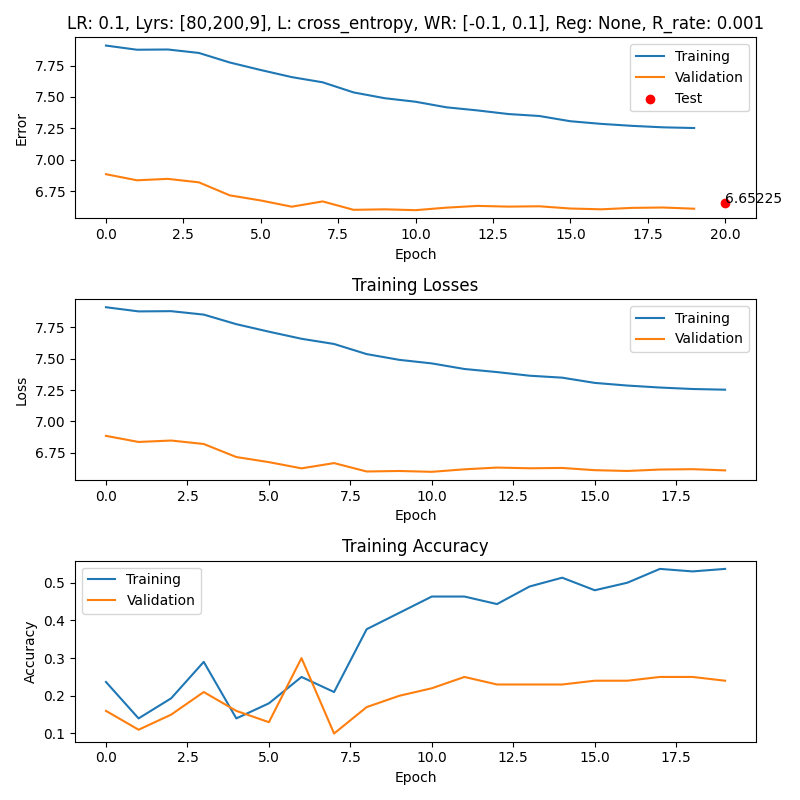 LR: 0.1, Lyrs: [80,200,9], L: cross_entropy, WR: [-0.1, 0.1], Reg: None, R_rate: 0.001
Training
Validation
Test
7.75
7.50
7.25
7.00
6.75
Error
6.65225
0.0 2.5 5.0 7.5 10.0 12.5 15.0 17.5 20.0
Epoch
Training Losses
Training
Validation
7.75
7.50
7.25
7.00
6.75
Loss
0.0 2.5 5.0 7.5 10.0 12.5 15.0 17.5
Epoch
Training Accuracy
Training
Validation
0.5
0.4
0.3
0.2
0.1
Accuracy
0.0 2.5 5.0 7.5 10.0 12.5 15.0 17.5
Epoch